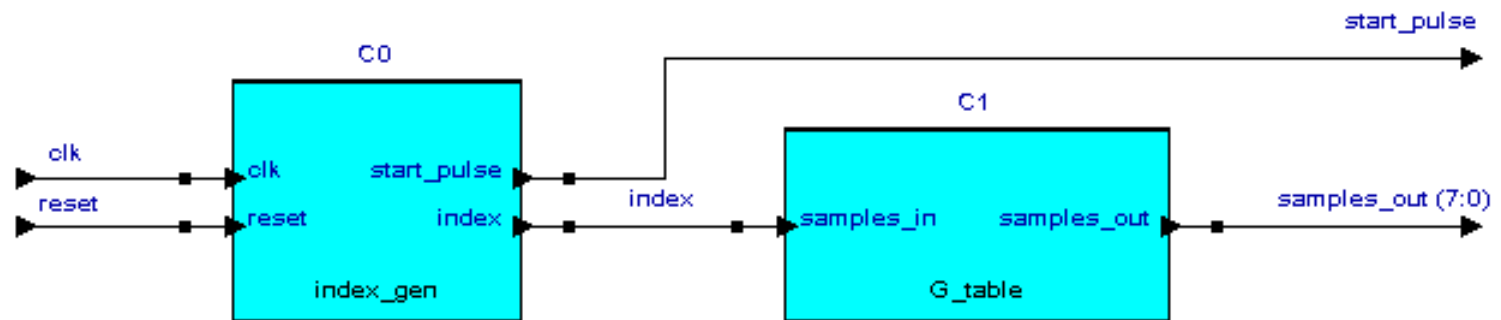 start_pulse
C0
C1
clk
clk
start_pulse
reset
reset
index
index
samples_in
samples_out
samples_out (7:0)
index_gen
G_table